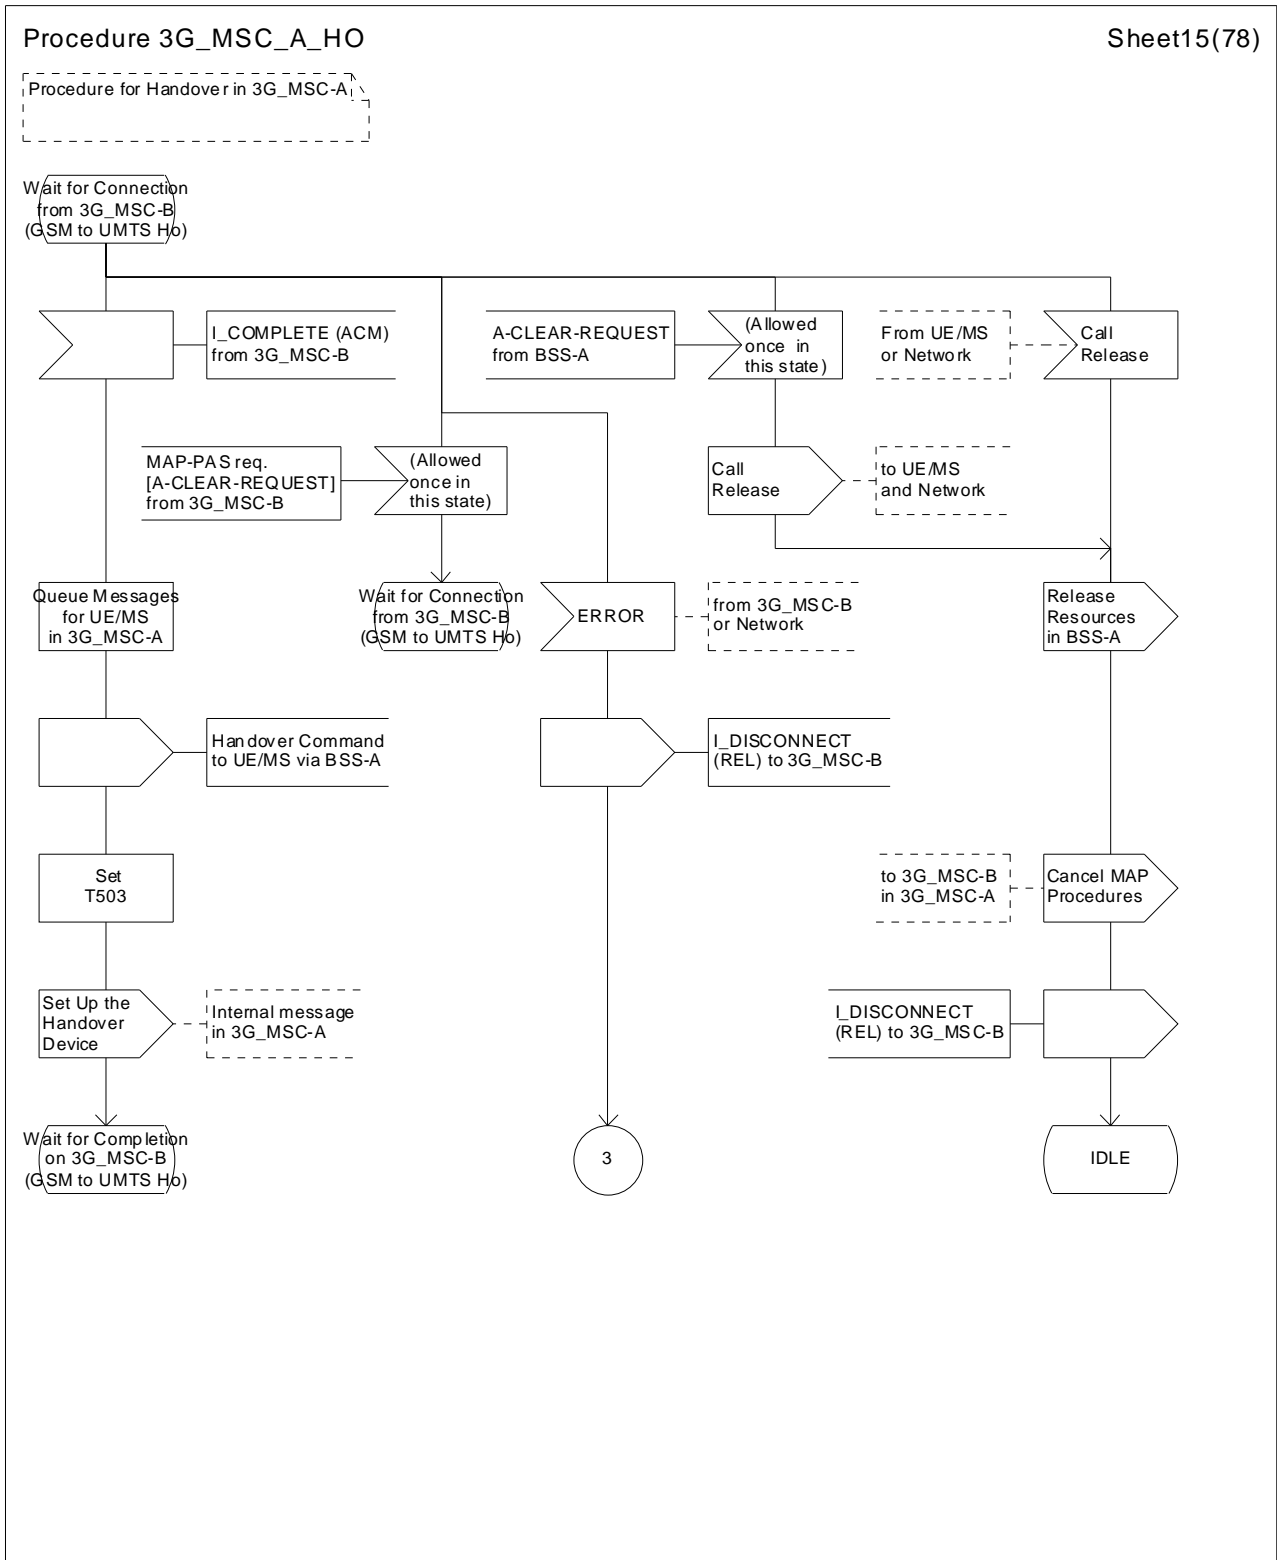 Procedure 3G_MSC_A_HO
Sheet15(78)
Procedure for Handover in 3G_MSC-A
Wait for Connection
from 3G_MSC-B
(GSM to UMTS Ho)
I_COMPLETE (ACM)
from 3G_MSC-B
A-CLEAR-REQUEST
from BSS-A
(Allowed
once in
this state)
From UE/MS
or Network
Call
Release
MAP-PAS req.
[A-CLEAR-REQUEST]
from 3G_MSC-B
(Allowed
once in
this state)
Call
Release
to UE/MS
and Network
Queue Messages
for UE/MS
in 3G_MSC-A
Wait for Connection
from 3G_MSC-B
(GSM to UMTS Ho)
ERROR
from 3G_MSC-B
or Network
Release
Resources
in BSS-A
Handover Command
to UE/MS via BSS-A
I_DISCONNECT
(REL) to 3G_MSC-B
Set
T503
to 3G_MSC-B
in 3G_MSC-A
Cancel MAP
Procedures
Set Up the
Handover
Device
Internal message
in 3G_MSC-A
I_DISCONNECT
(REL) to 3G_MSC-B
Wait for Completion
on 3G_MSC-B
(GSM to UMTS Ho)
3
IDLE